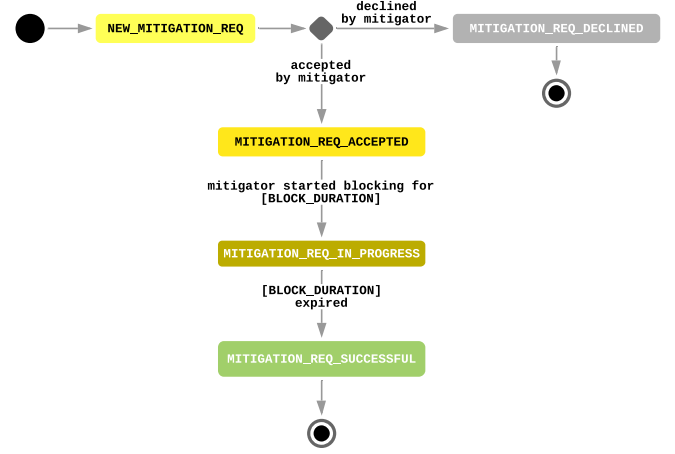 declined
by mitigator
NEW_MITIGATION_REQ
MITIGATION_REQ_DECLINED
accepted
by mitigator
MITIGATION_REQ_ACCEPTED
mitigator started blocking for
[BLOCK_DURATION]
MITIGATION_REQ_IN_PROGRESS
[BLOCK_DURATION]
expired
MITIGATION_REQ_SUCCESSFUL